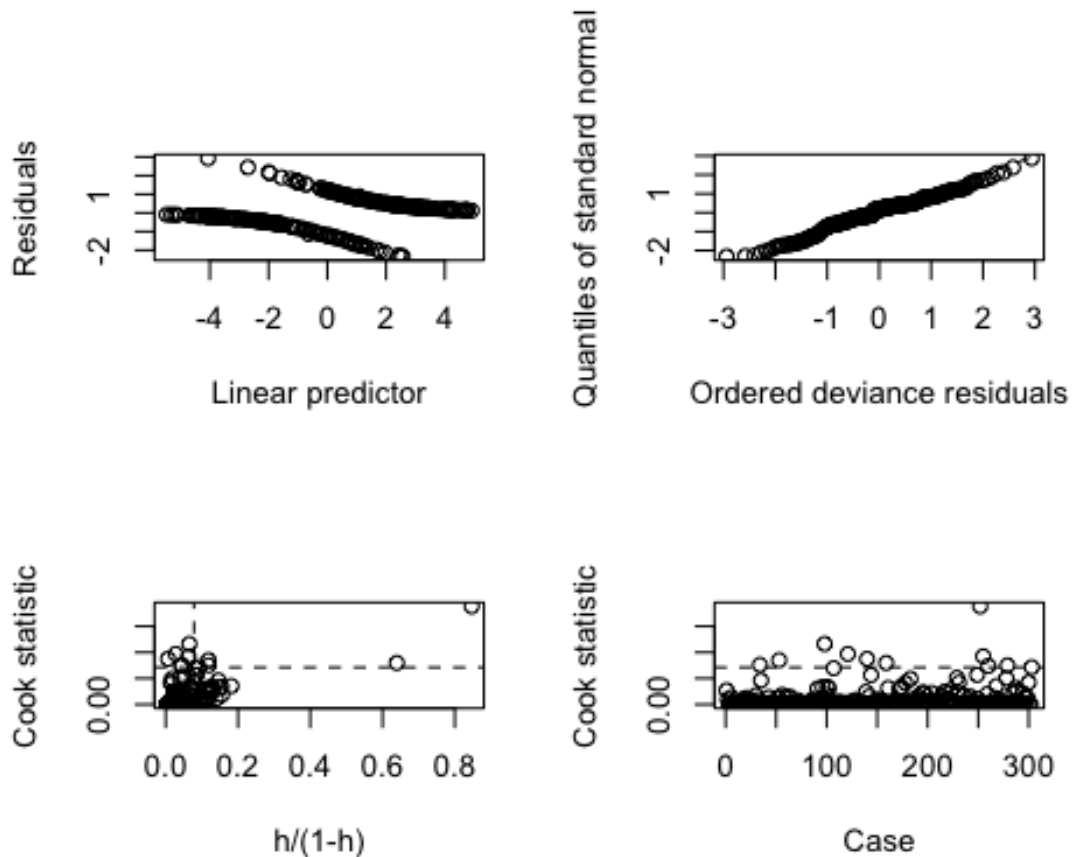 Residuals
1
-2
-4 -2 0 2 4
Linear predictor
Quantiles of standard normal
1
-2
-3 -1 0 1 2 3
Ordered deviance residuals
Cook statistic
0.00
0.0 0.2 0.4 0.6 0.8
h/(1-h)
Cook statistic
0.00
0 100 200 300
Case